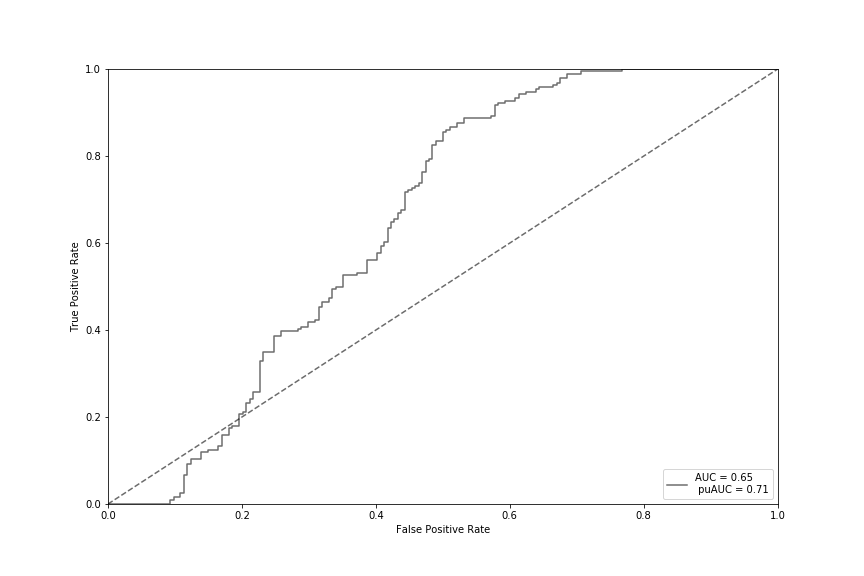 1.0
0.8
0.6
0.4
0.2
0.0
True Positive Rate
0.0 0.2 0.4 0.6 0.8 1.0
False Positive Rate
AUC = 0.65
puAUC = 0.71